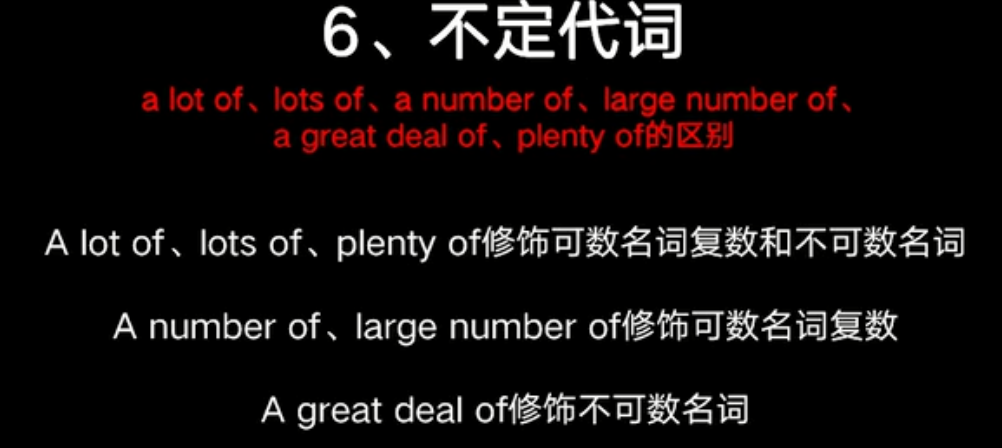 6、不定代词
a lot of、lots of、a number of、large number of、
a great deal of、plenty of的区别
A lot of、lots of、plenty of修饰可数名词复数和不可数名词
A number of、large number of修饰可数名词复数
A great deal of修饰不可数名词